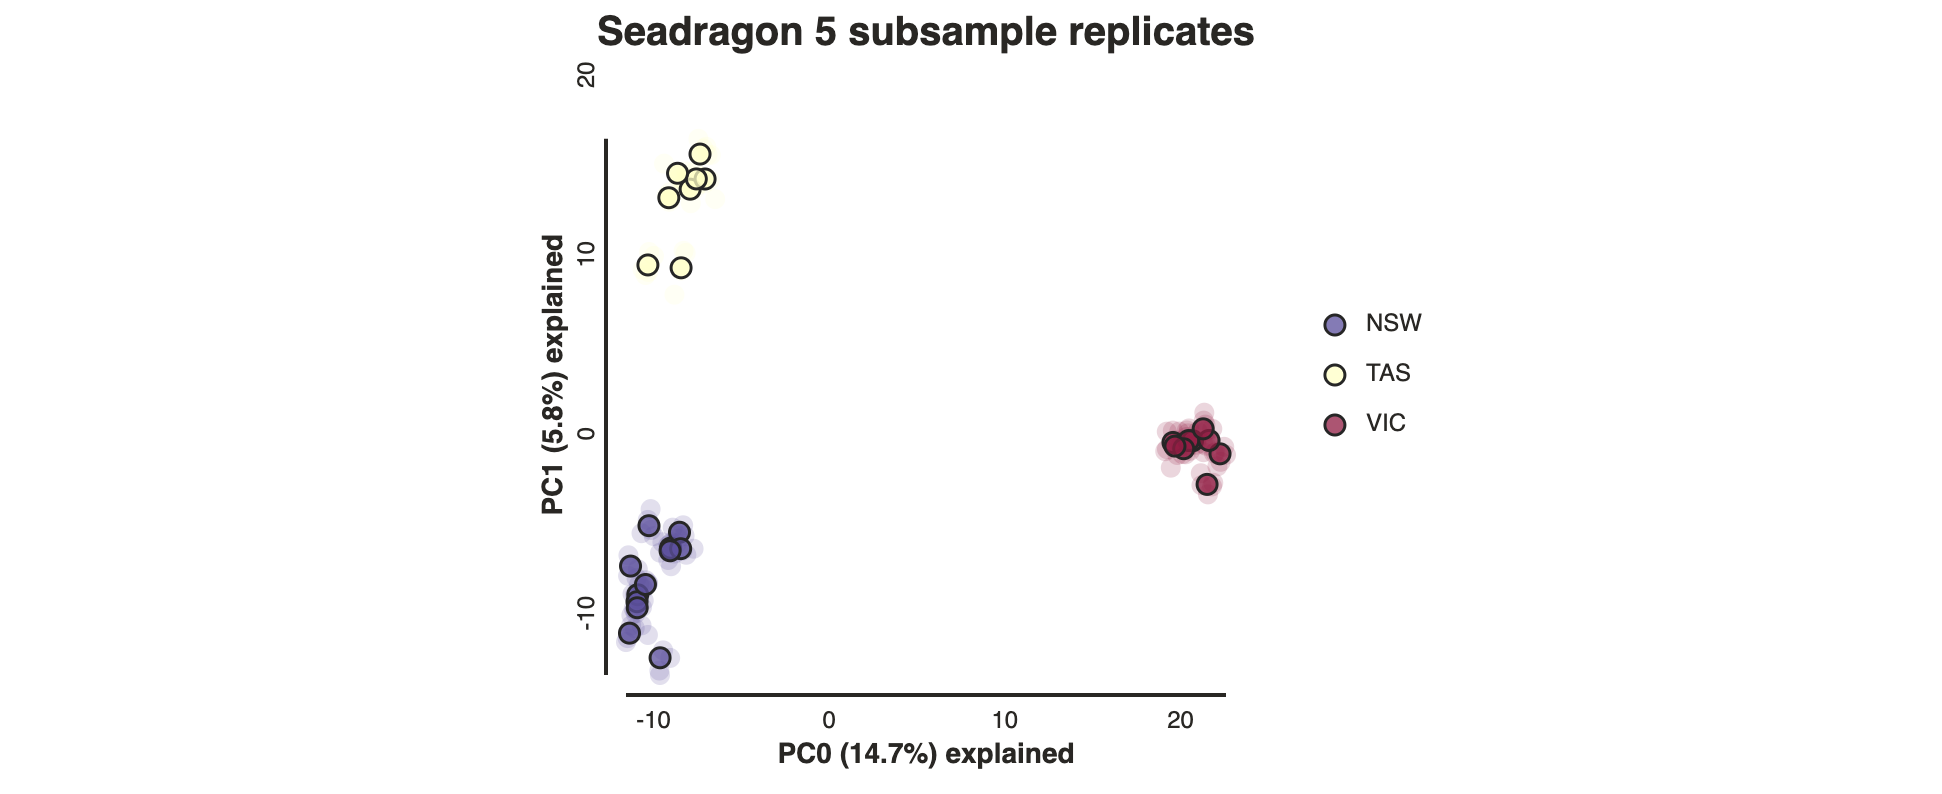 Seadragon 5 subsample replicates
20
10
0
-10
PC1 (5.8%) explained
-10 0 10 20
PC0 (14.7%) explained
NSW
TAS
VIC